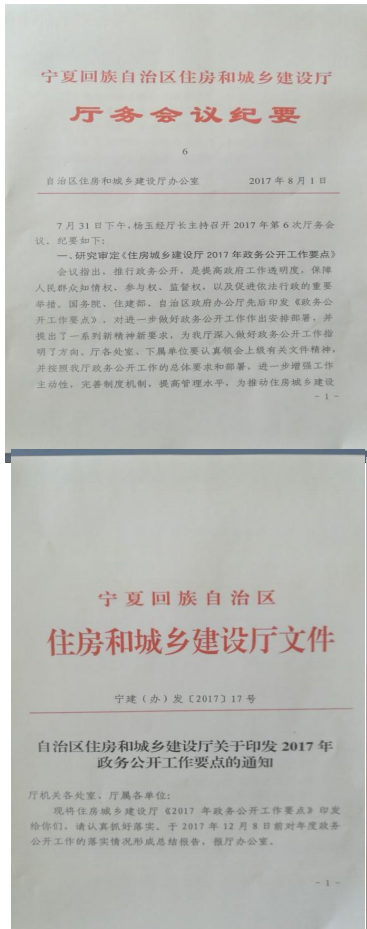 宁夏回族自治区住房和城乡建设厅
厅务会议纪要
6
自治区住房和城乡建设厅办公室 2017年8月1日
7月31日下午，杨玉经厅长主持召开2017年第6次厅务会
议。纪要如下：
一、研究审定《住房城乡建设厅2017年政务公开工作要点》
会议指出，推行政务公开，是提高政府工作透明度，保障
人民群众知情权、参与权、监督权，以及促进依法行政的重要
举措。国务院、住建部、自治区政府办公厅先后印发《政务公
开工作要点》，对进一步做好政务公开工作作出安排部署，并
提出了一系列新精神新要求，为我厅深入做好政务公开工作指
明了方向。厅各处室、下属单位要认真领会上级有关文件精神，
并按照我厅政务公开工作的总体要求和部署，进一步增强工作
主动性，完善制度机制，提高管理水平，为推动住房城乡建设
- 1 -
宁夏回族自治区
住房和城乡建设厅文件
宁建（办）发〔2017〕17号
自治区住房和城乡建设厅关于印发2017年
政务公开工作要点的通知
厅机关各处室、厅属各单位：
现将住房城乡建设厅《2017年政务公开工作要点》印发
给你们，请认真抓好落实。于2017年12月8日前对年度政务
公开工作的落实情况形成总结报告，报厅办公室。
- 1 -